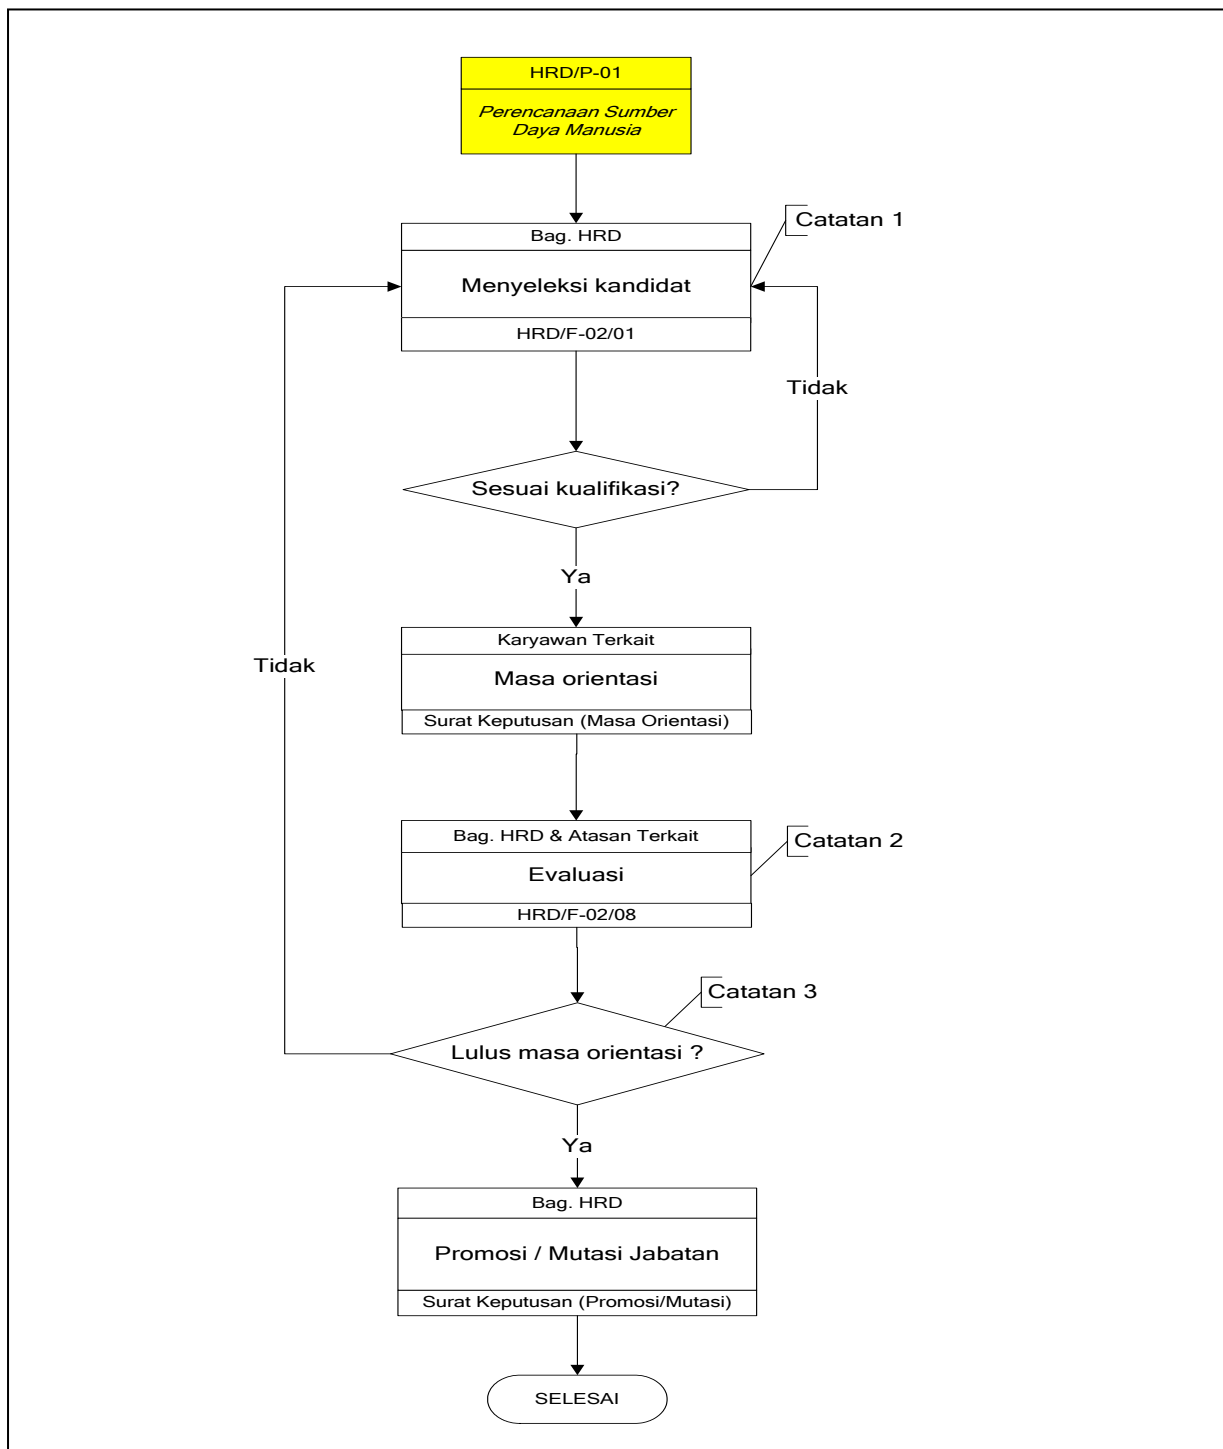 HRD/P-01
Perencanaan Sumber
Daya Manusia
Catatan 1
Bag. HRD
Menyeleksi kandidat
HRD/F-02/01
Tidak
Sesuai kualifikasi?
Ya
Karyawan Terkait
Tidak
Masa orientasi
Surat Keputusan (Masa Orientasi)
Bag. HRD & Atasan Terkait
Catatan 2
Evaluasi
HRD/F-02/08
Catatan 3
Lulus masa orientasi ?
Ya
Bag. HRD
Promosi / Mutasi Jabatan
Surat Keputusan (Promosi/Mutasi)
SELESAI